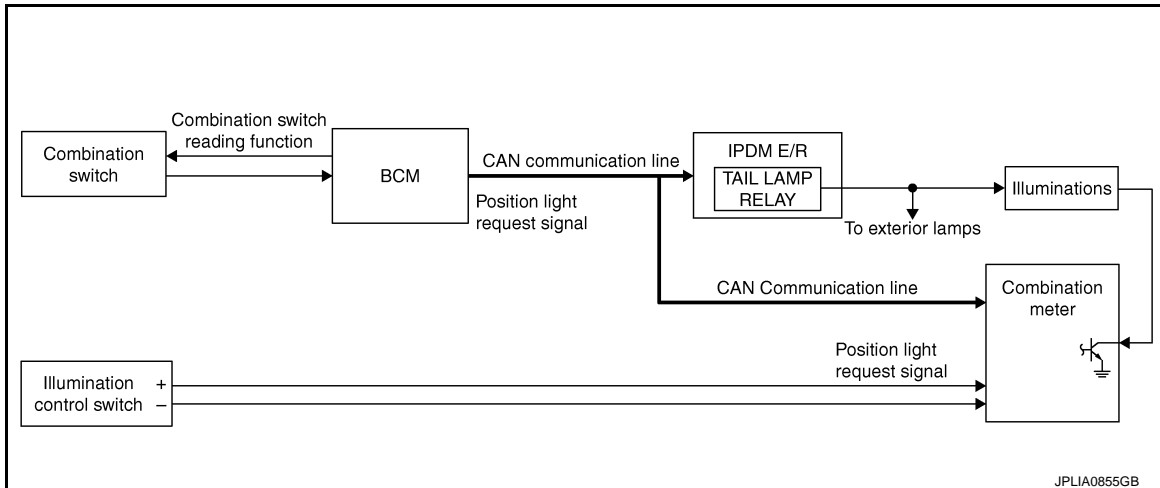 Combination switch
reading function
Combination
switch
BCM
CAN communication line
Position light
request signal
IPDM E/R
TAIL LAMP
RELAY
To exterior lamps
Illuminations
CAN Communication line
Combination
meter
Position light
request signal
Illumination +
control switch –
JPLIA0855GB